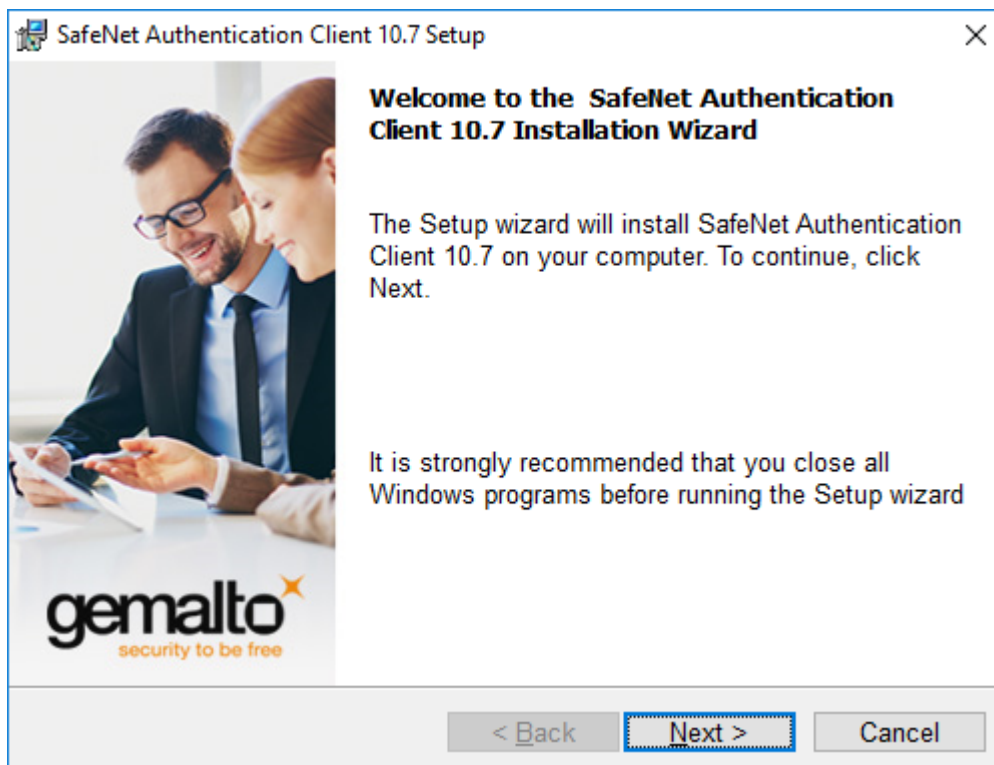 SafeNet Authentication Client 10.7 Setup
Welcome to the  SafeNet Authentication
Client 10.7 Installation Wizard
The Setup wizard will install SafeNet Authentication
Client 10.7 on your computer. To continue, click
Next.
It is strongly recommended that you close all
Windows programs before running the Setup wizard
gemalto
security to be free
< Back
Next >
Cancel